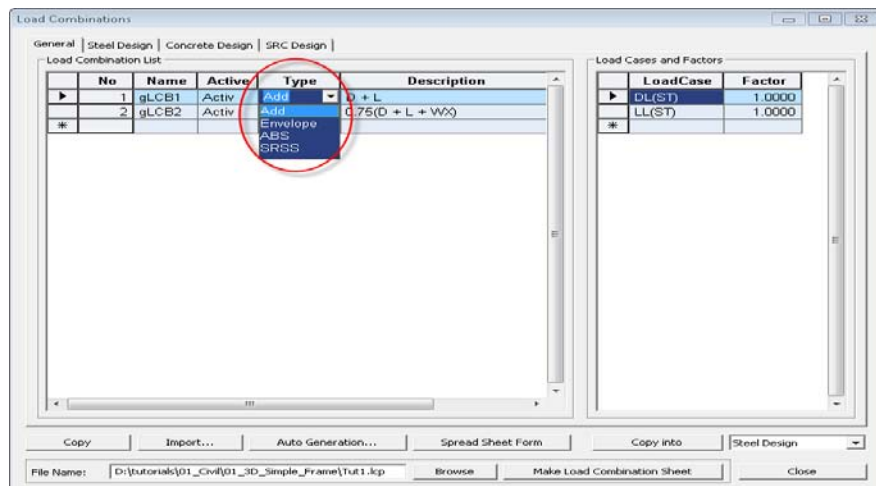 Load Combinations
General Steel Design Concrete Design SRC Design
Load Combination List
No Name Active Type Description
1 gLCB1 Activ Add D + L
2 gLCB2 Activ Add 0.75(D + L + WX)
Envelope
ABS
SRSS
Load Cases and Factors
LoadCase Factor
DL(ST) 1.0000
LL(ST) 1.0000
Copy Import... Auto Generation... Spread Sheet Form Copy into Steel Design
File Name: D:\tutorials\01_Civil\01_3D_Simple_Frame\Tut1.lcp Browse Make Load Combination Sheet Close